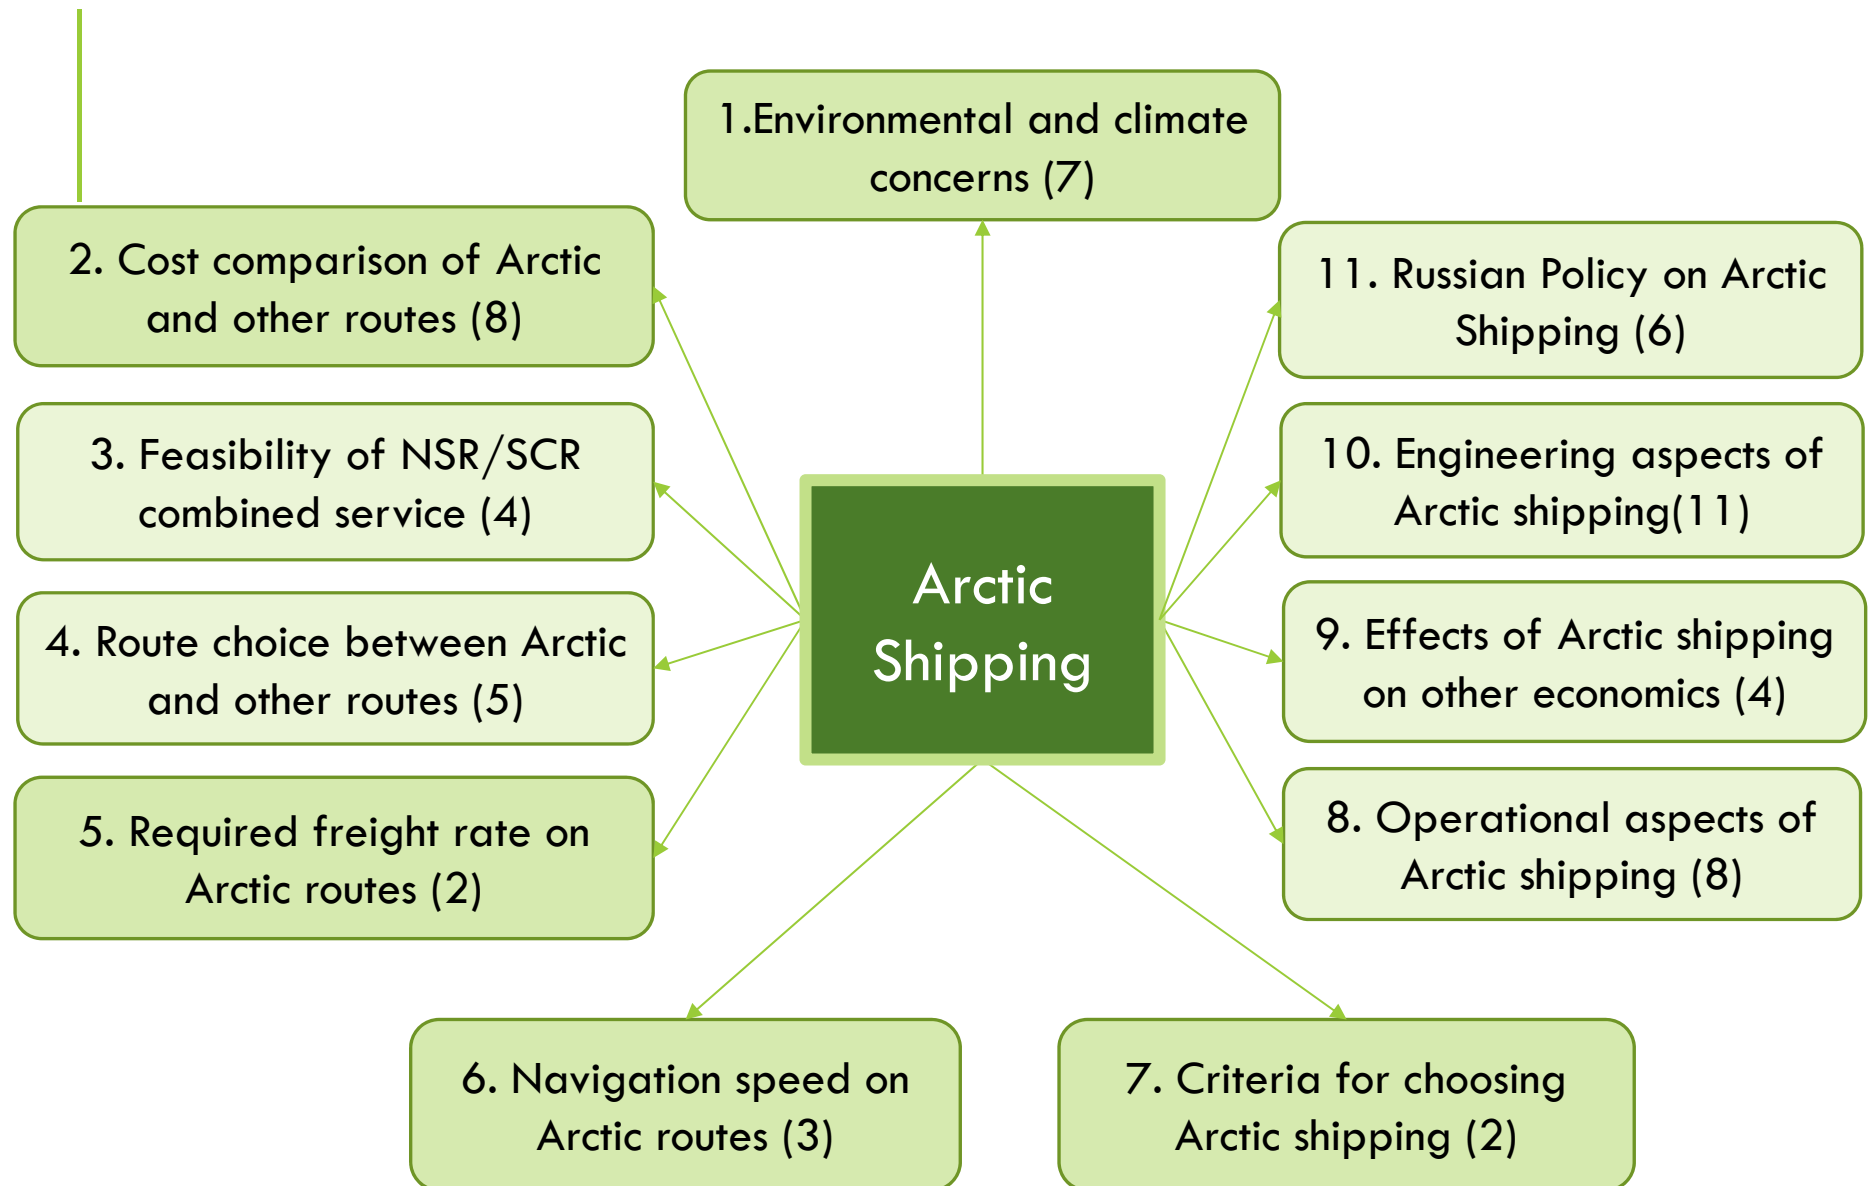 1.Environmental and climate
concerns (7)
2. Cost comparison of Arctic
and other routes (8)
3. Feasibility of NSR/SCR
combined service (4)
4. Route choice between Arctic
and other routes (5)
5. Required freight rate on
Arctic routes (2)
Arctic
Shipping
6. Navigation speed on
Arctic routes (3)
7. Criteria for choosing
Arctic shipping (2)
8. Operational aspects of
Arctic shipping (8)
9. Effects of Arctic shipping
on other economics (4)
10. Engineering aspects of
Arctic shipping(11)
11. Russian Policy on Arctic
Shipping (6)